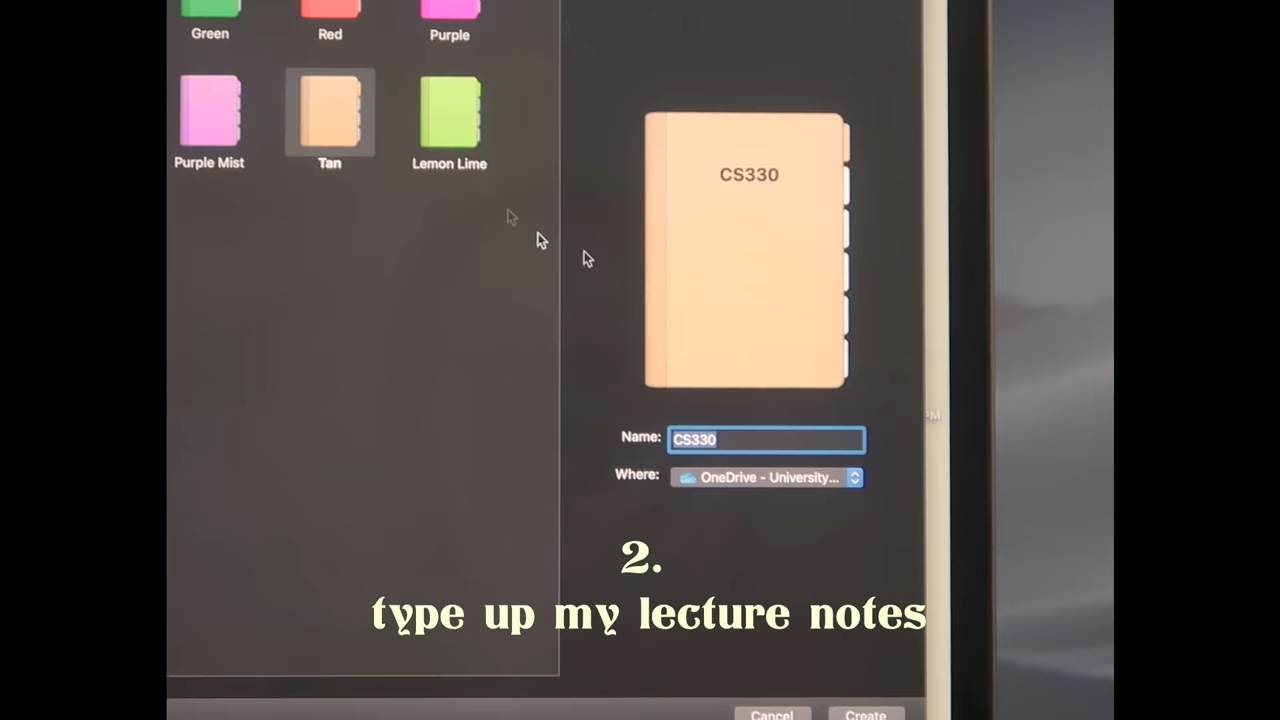 Green Red Purple
Purple Mist Tan Lemon Lime
CS330
Name: CS330
Where: OneDrive - University...
PM
2.
type up my lecture notes
Cancel Create